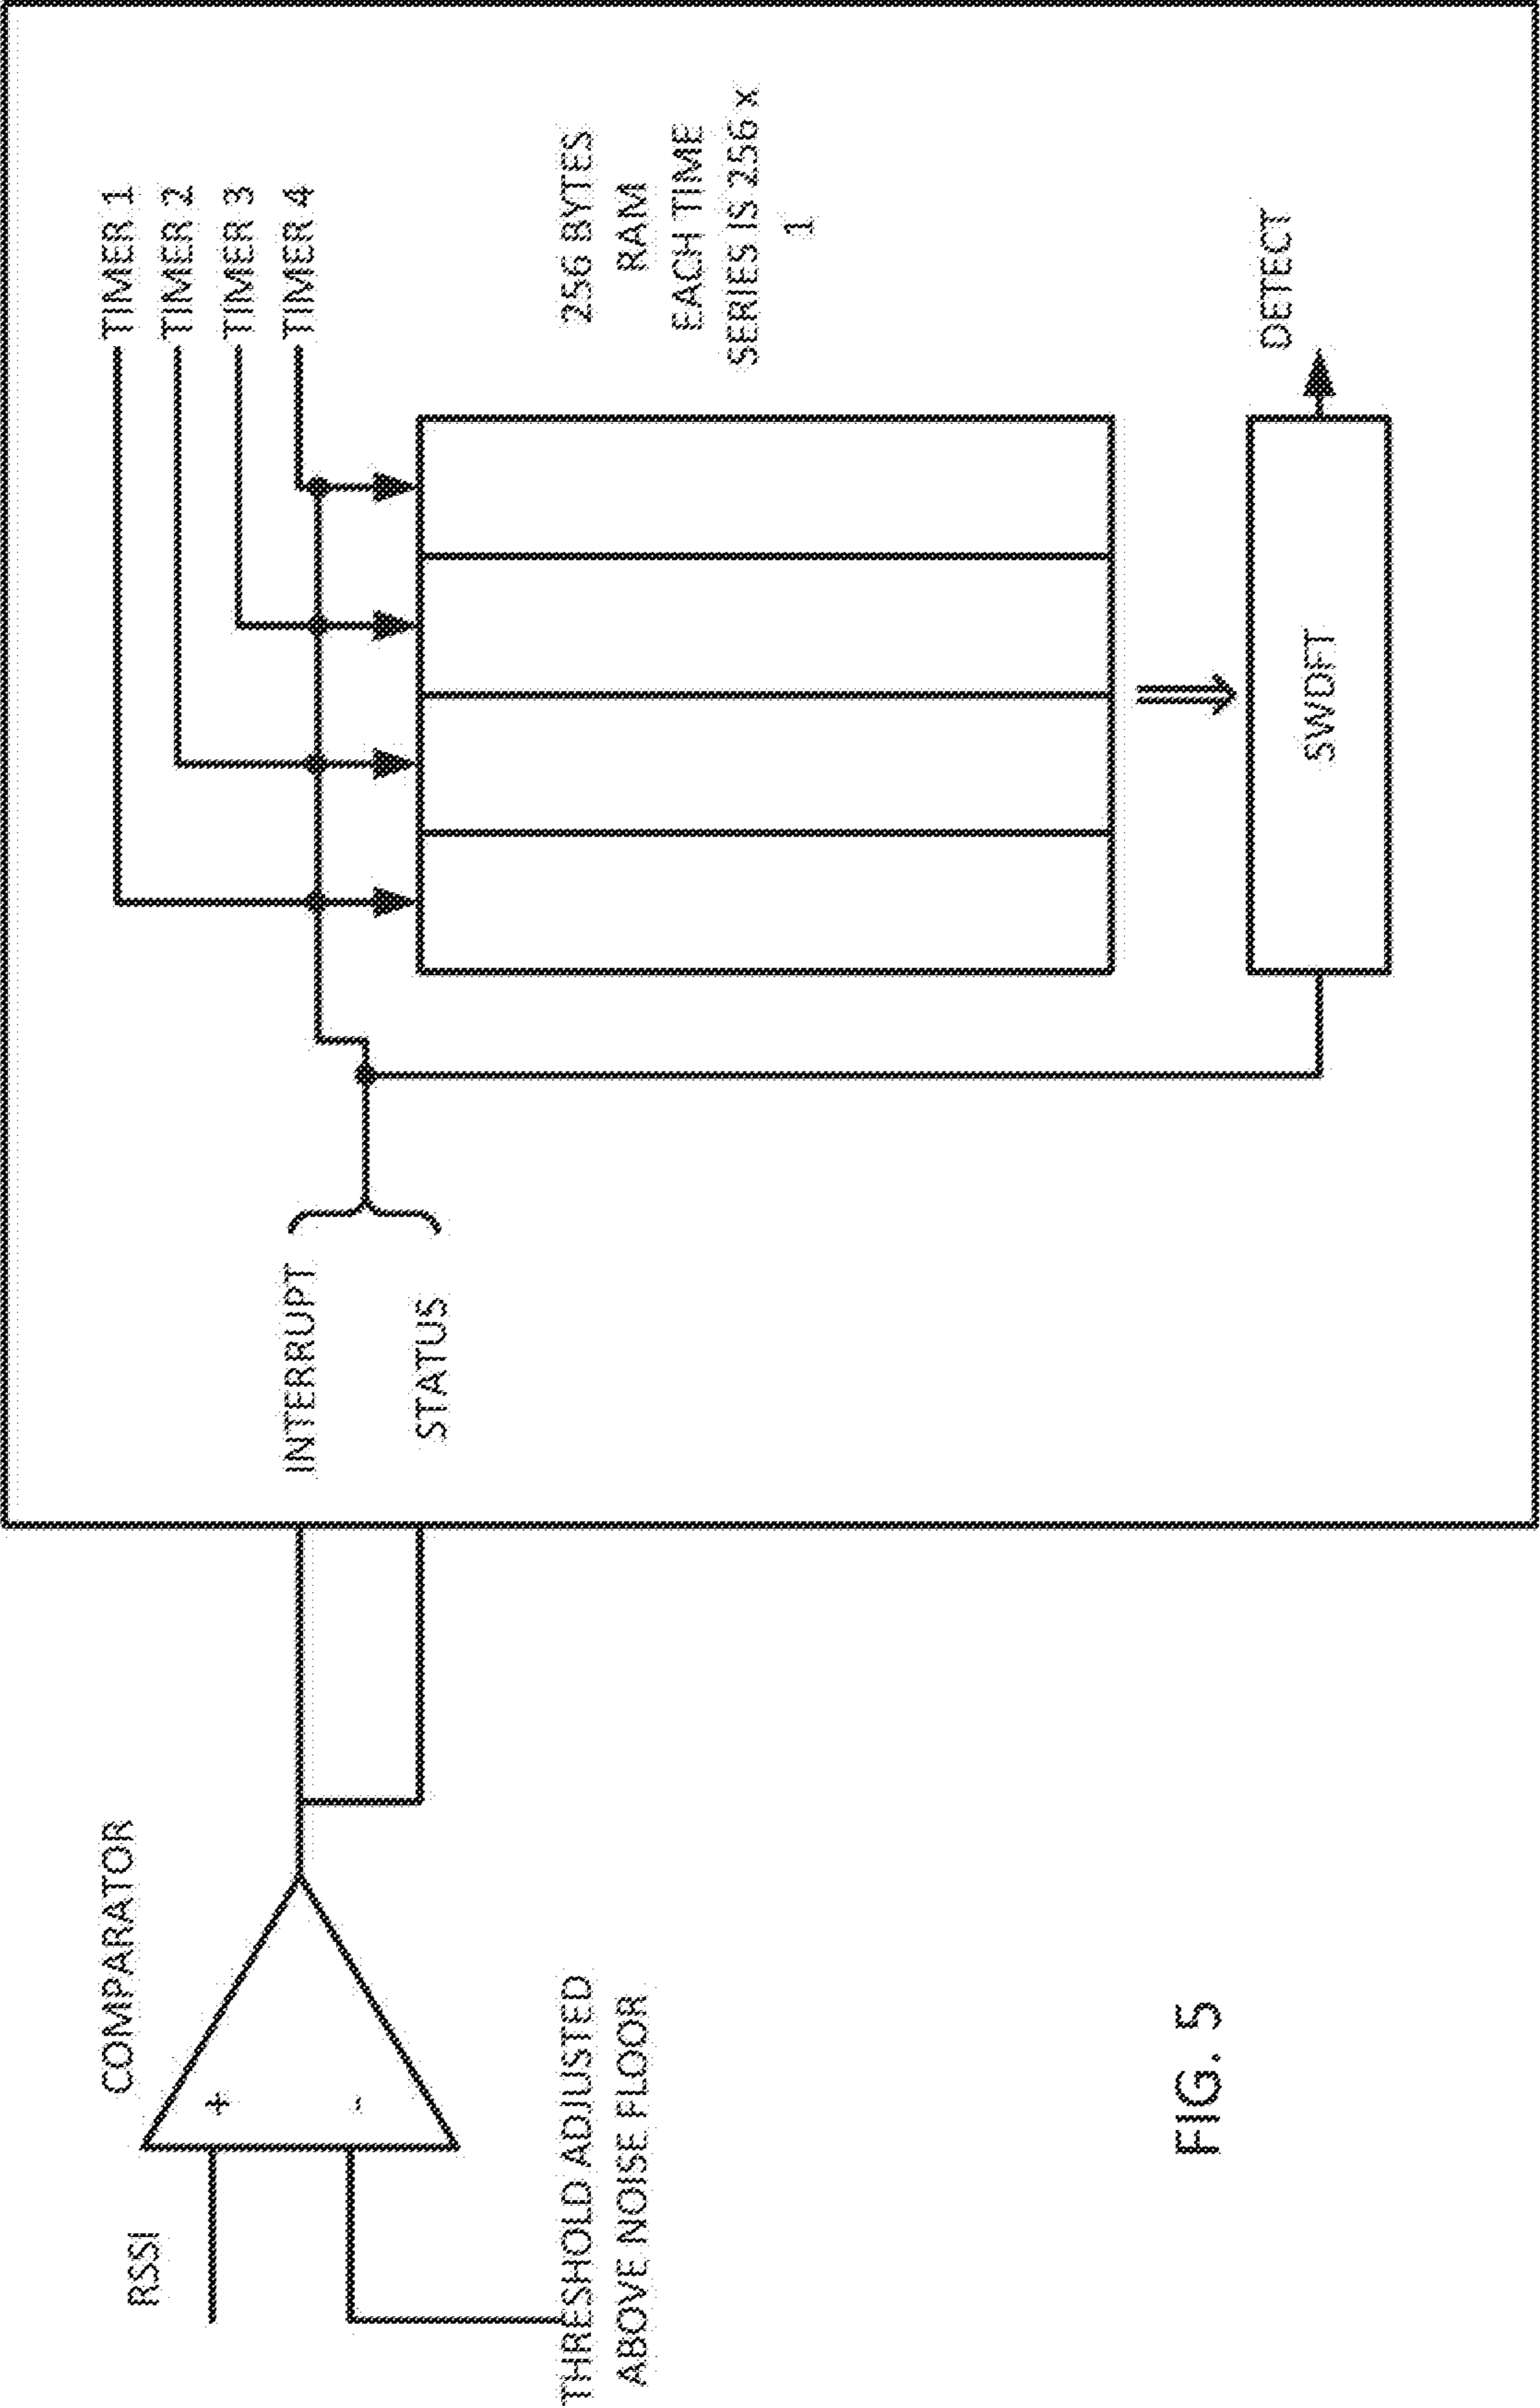 TIMER 1
TIMER 2
TIMER 3
TIMER 4
COMPARATOR
RSSI
+
-
INTERRUPT
STATUS
THRESHOLD ADJUSTED
ABOVE NOISE FLOOR
256 BYTES
RAM
EACH TIME
SERIES IS 256 x
1
DETECT
SWDFT
FIG. 5